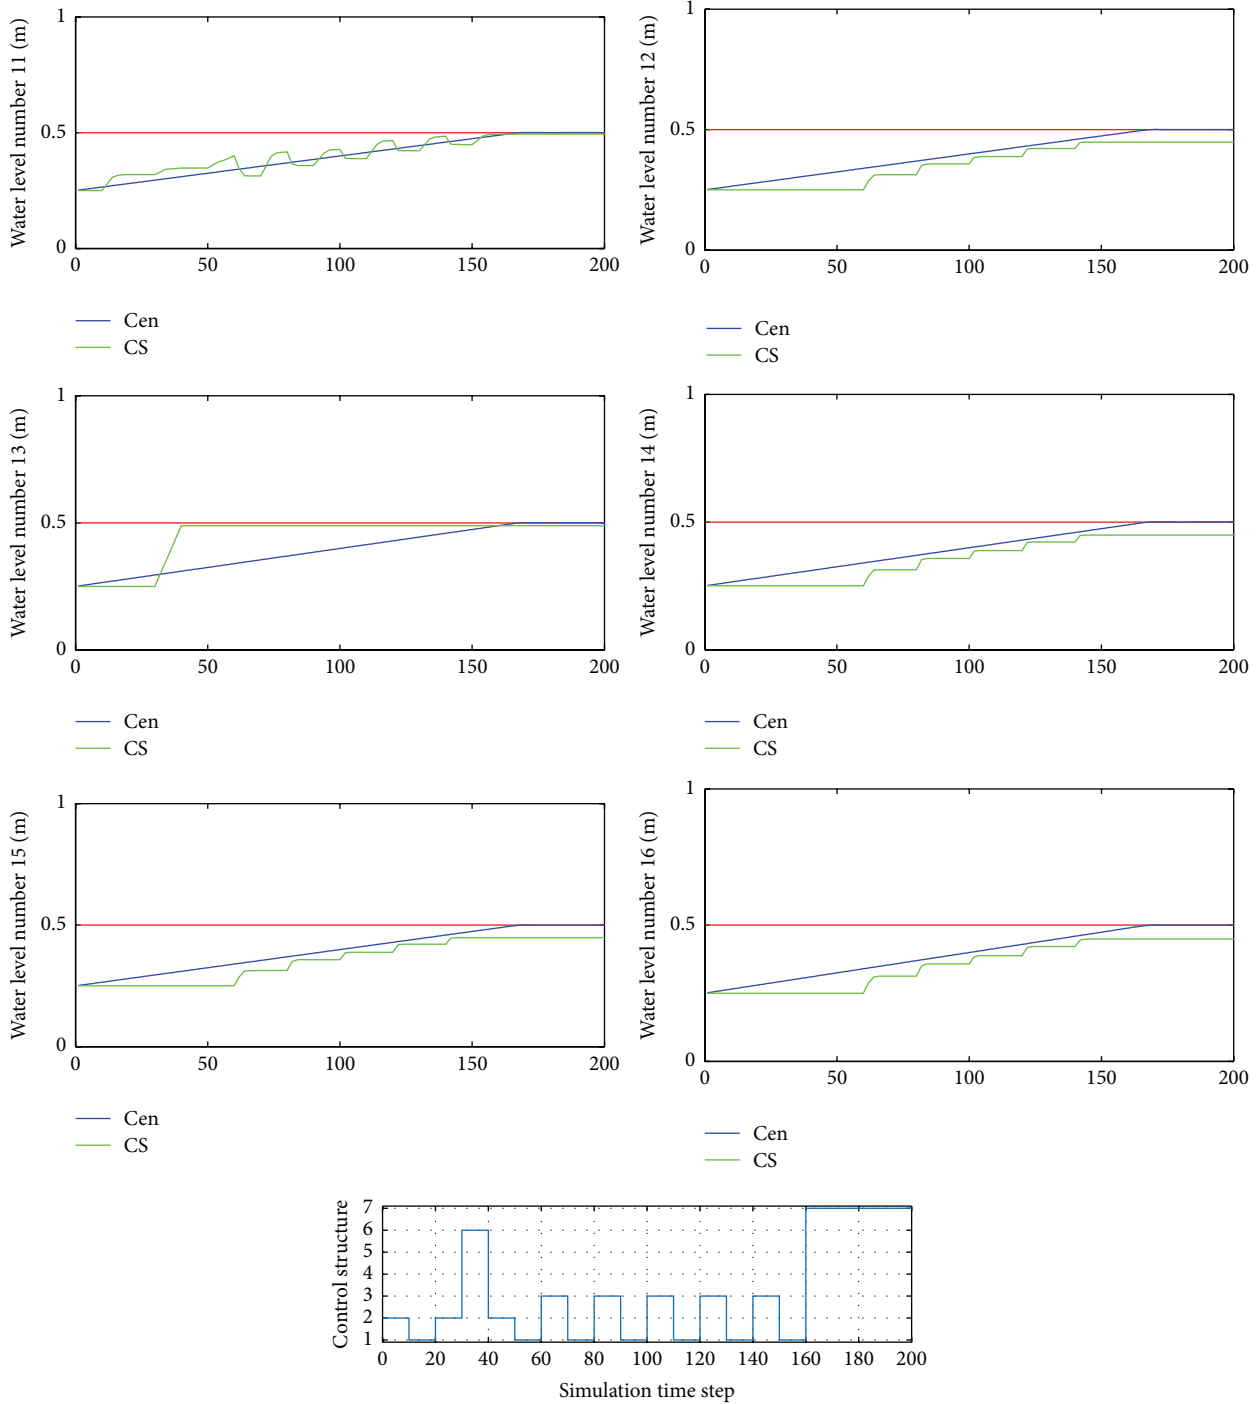 Water level number 11 (m)
1
0.5
0
0 50 100 150 200
Cen
CS
Water level number 12 (m)
1
0.5
0
0 50 100 150 200
Cen
CS
Water level number 13 (m)
1
0.5
0
0 50 100 150 200
Cen
CS
Water level number 14 (m)
1
0.5
0
0 50 100 150 200
Cen
CS
Water level number 15 (m)
1
0.5
0
0 50 100 150 200
Cen
CS
Water level number 16 (m)
1
0.5
0
0 50 100 150 200
Cen
CS
Control structure
7
6
5
4
3
2
1
0 20 40 60 80 100 120 140 160 180 200
Simulation time step